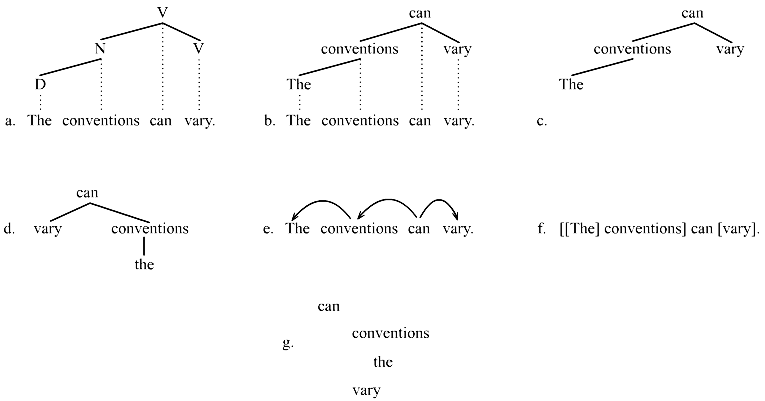 V
N V
D
a. The conventions can vary.
can
conventions vary
The
b. The conventions can vary.
can
conventions vary
The
c.
can
d. vary conventions
the
e. The conventions can vary.
f. [[The] conventions] can [vary].
can
g. conventions
the
vary